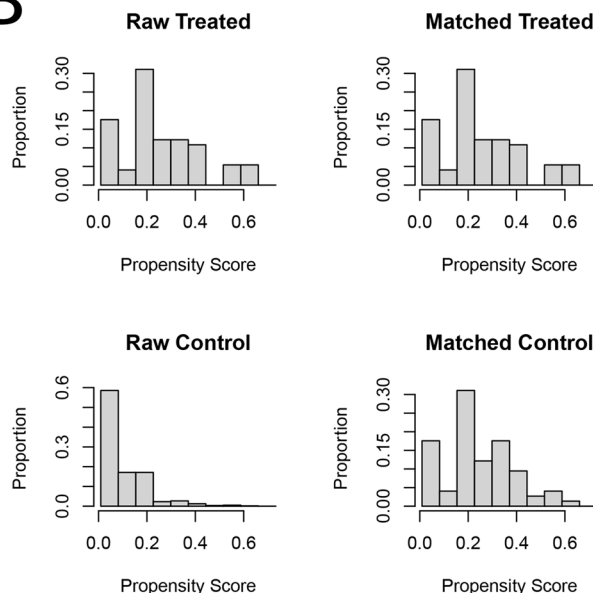 B
Raw Treated
Matched Treated
Proportion
0.00 0.15 0.30
0.0 0.2 0.4 0.6
Propensity Score
Proportion
0.00 0.15 0.30
0.0 0.2 0.4 0.6
Propensity Score
Raw Control
Matched Control
Proportion
0.0 0.3 0.6
0.0 0.2 0.4 0.6
Propensity Score
Proportion
0.00 0.15 0.30
0.0 0.2 0.4 0.6
Propensity Score